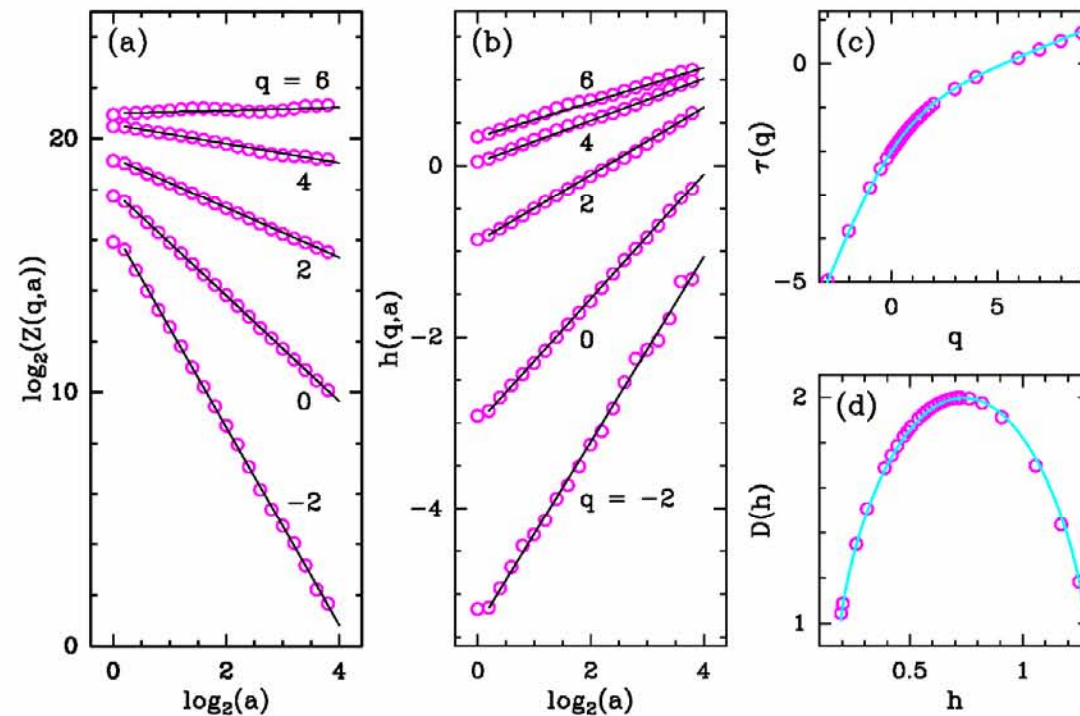 (a)
q = 6
4
2
0
−2
20
10
0
log₂(Z(q,a))
0 2 4
log₂(a)
(b)
6
4
2
0
q = −2
0
−2
−4
h(q,a)
0 2 4
log₂(a)
(c)
0
−5
τ(q)
0 5
q
(d)
2
1
D(h)
0.5 1
h